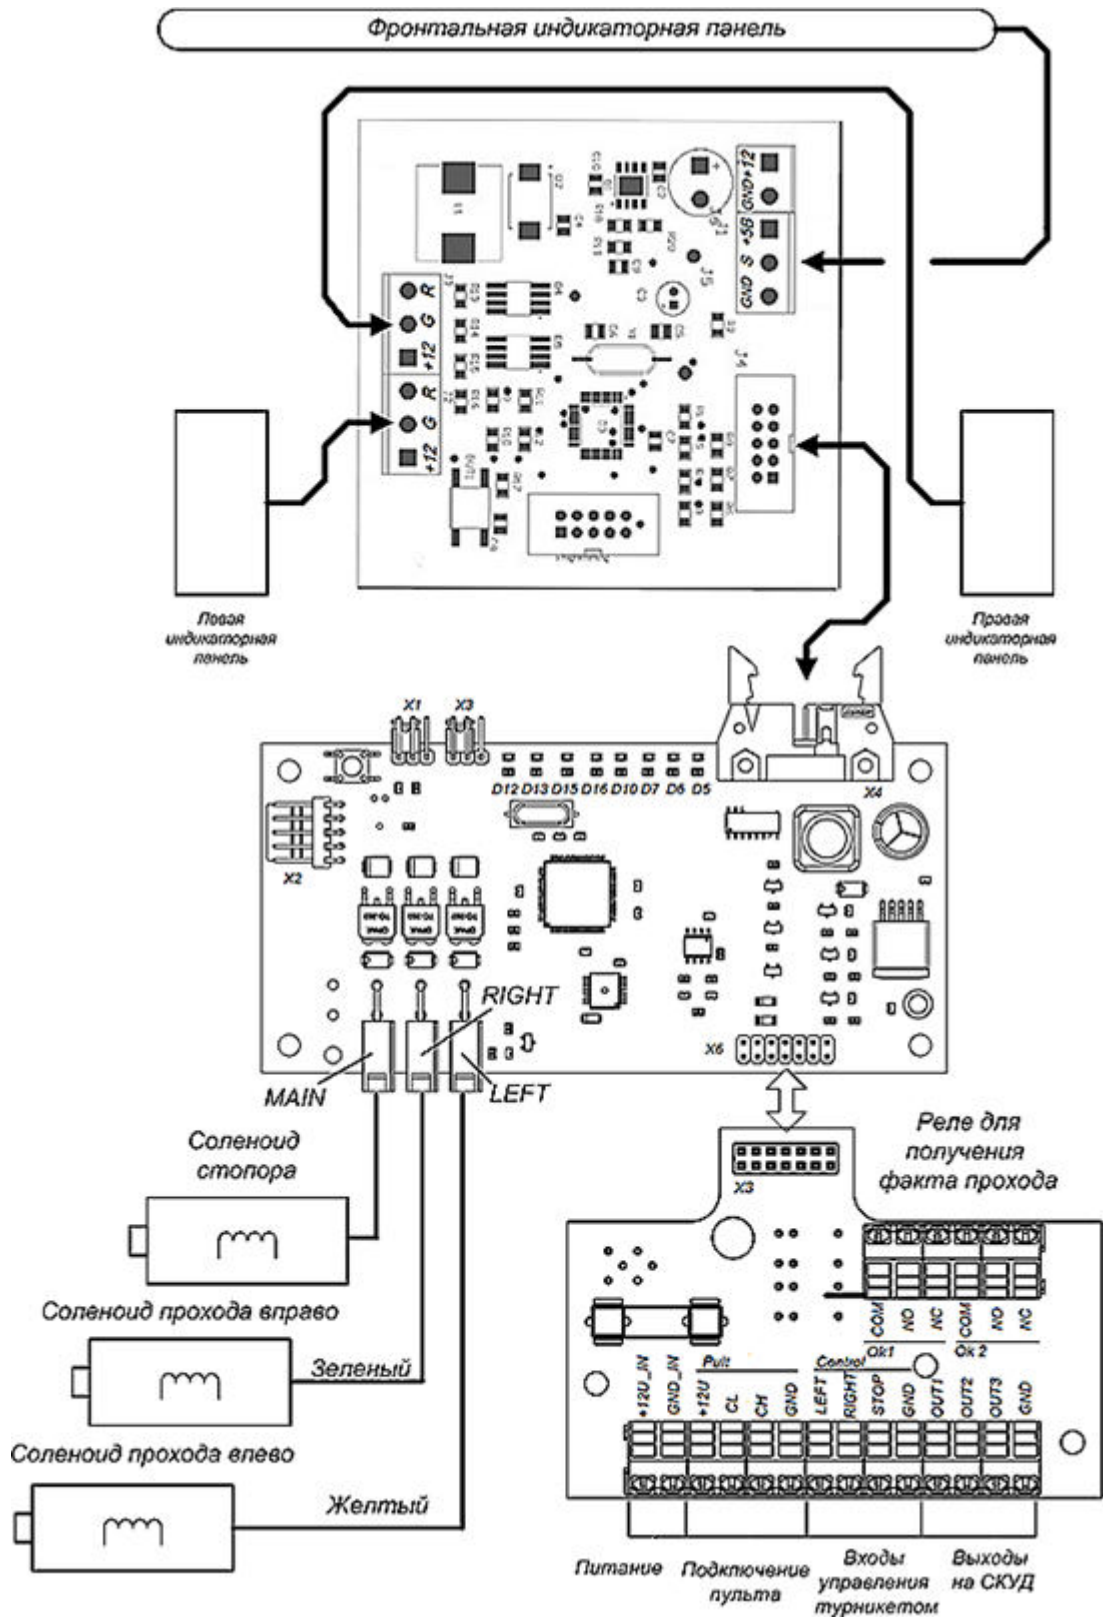 Фронтальная индикаторная панель
GND +12
+5В
S
GND
J1
J5
J4
R
G
+12
R
G
+12
Левая
индикаторная
панель
Правая
индикаторная
панель
X1
X3
D12 D13 D15 D16 D10 D7 D6 D5
X4
X2
RIGHT
X6
MAIN
LEFT
Соленоид
стопора
Реле для
получения
факта прохода
X3
Соленоид прохода вправо
Зеленый
COM NO NC COM NO NC
Ok1 Ok2
Pult Control
+12U_IN GND_IN +12U CL CH GND LEFT RIGHT STOP GND OUT1 OUT2 OUT3 GND
Соленоид прохода влево
Желтый
Питание
Подключение
пульта
Входы
управления
турникетом
Выходы
на СКУД